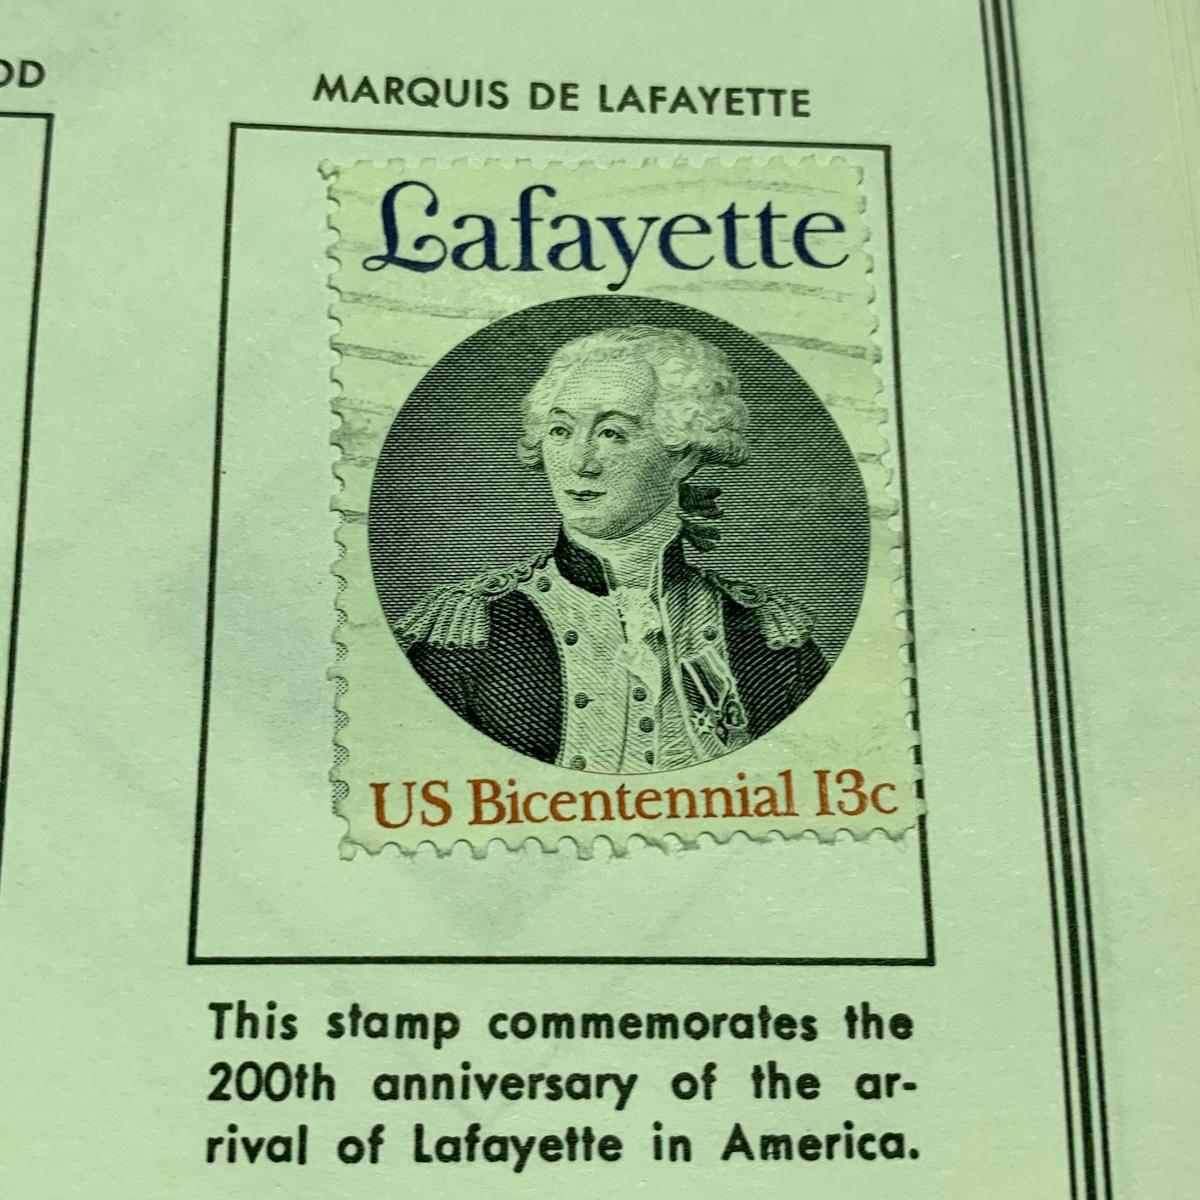 MARQUIS DE LAFAYETTE
Lafayette
US Bicentennial 13c
This stamp commemorates the
200th anniversary of the ar-
rival of Lafayette in America.